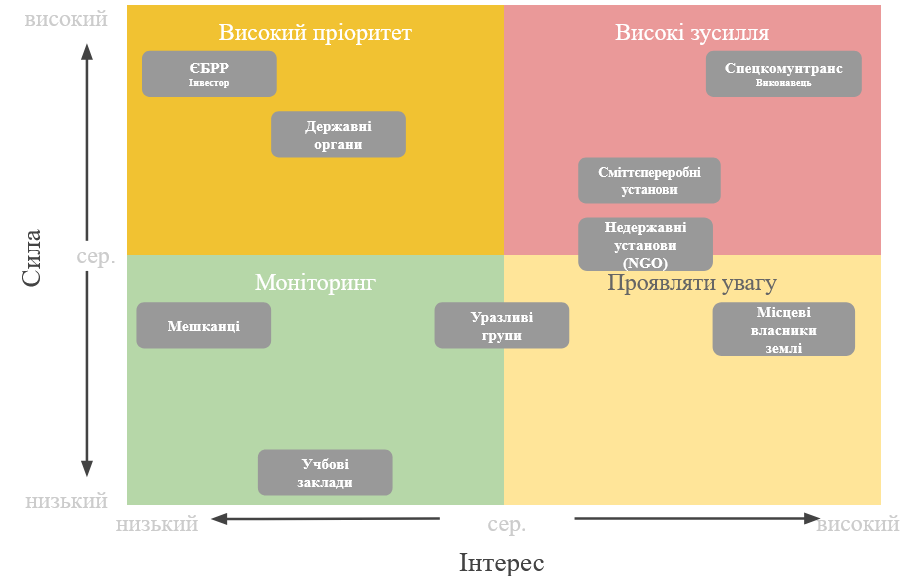 високий
Високий пріоритет
Високі зусилля
ЄБРР
Інвестор
Спецкомунтранс
Виконавець
Державні
органи
Сміттєпереробні
установи
Недержавні
установи
(NGO)
Сила
сер.
Моніторинг
Проявляти увагу
Мешканці
Уразливі
групи
Місцеві
власники
землі
Учбові
заклади
низький
низький
сер.
високий
Інтерес